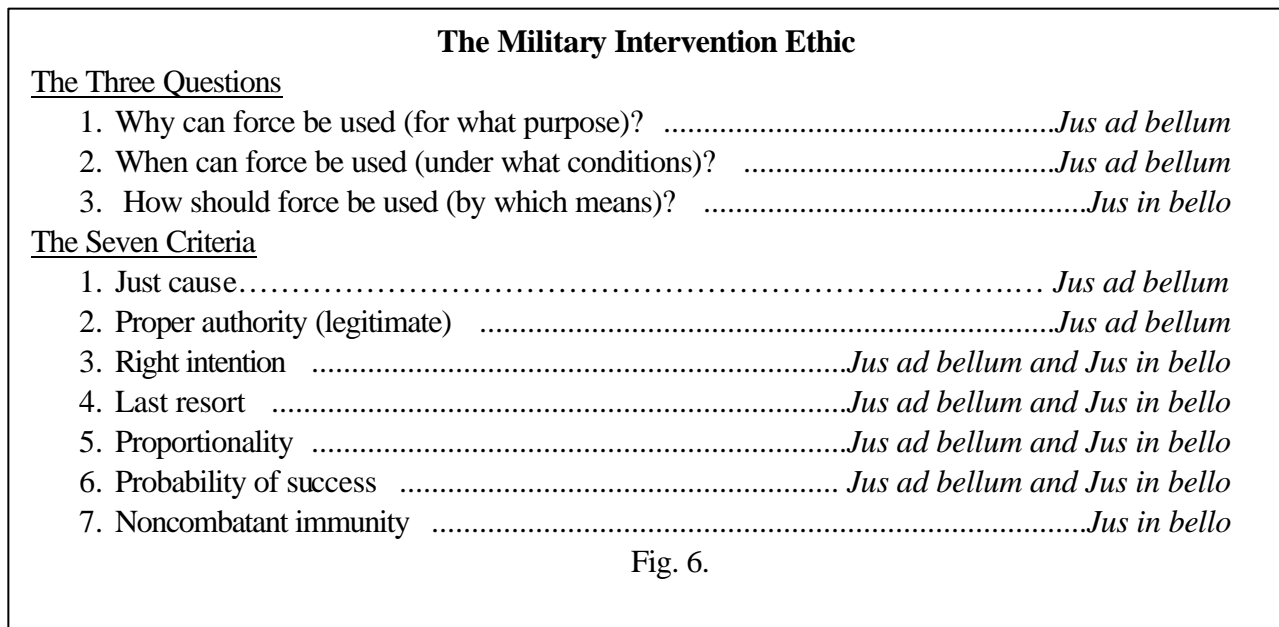 The Military Intervention Ethic
The Three Questions
1. Why can force be used (for what purpose)? ..................................................Jus ad bellum
2. When can force be used (under what conditions)? .......................................Jus ad bellum
3. How should force be used (by which means)? ................................................Jus in bello
The Seven Criteria
1. Just cause……………………………………………………………………… Jus ad bellum
2. Proper authority (legitimate) ..........................................................................Jus ad bellum
3. Right intention ....................................................................Jus ad bellum and Jus in bello
4. Last resort ..........................................................................Jus ad bellum and Jus in bello
5. Proportionality ....................................................................Jus ad bellum and Jus in bello
6. Probability of success ....................................................... Jus ad bellum and Jus in bello
7. Noncombatant immunity ...................................................................................Jus in bello
Fig. 6.